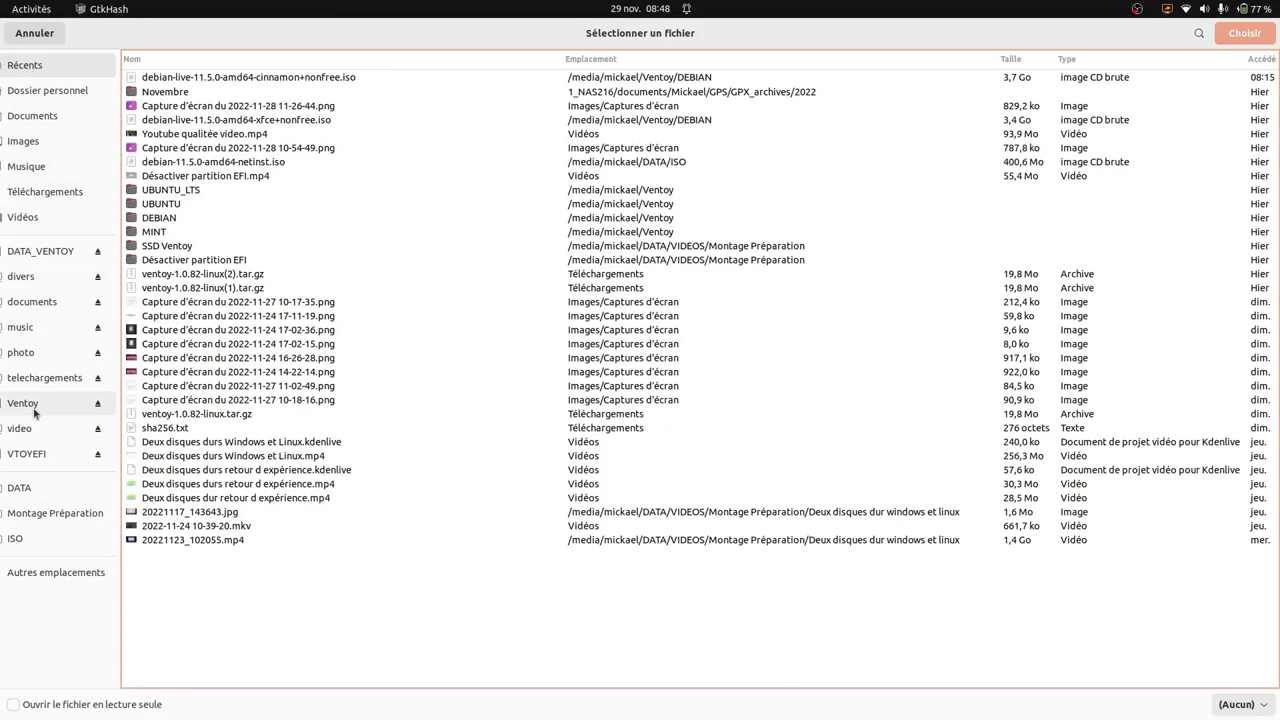 Activités GtkHash 29 nov. 08:48 77 %
Annuler Sélectionner un fichier Choisir
Récents
Dossier personnel
Documents
Images
Musique
Téléchargements
Vidéos
DATA_VENTOY
divers
documents
music
photo
telechargements
Ventoy
video
VTOYEFI
DATA
Montage Préparation
ISO
Autres emplacements
Nom Emplacement Taille Type Accédé
debian-live-11.5.0-amd64-cinnamon+nonfree.iso /media/mickael/Ventoy/DEBIAN 3,7 Go image CD brute 08:15
Novembre 1_NAS216/documents/Mickael/GPS/GPX_archives/2022 Hier
Capture d’écran du 2022-11-28 11-26-44.png Images/Captures d’écran 829,2 ko Image Hier
debian-live-11.5.0-amd64-xfce+nonfree.iso /media/mickael/Ventoy/DEBIAN 3,4 Go image CD brute Hier
Youtube qualitée video.mp4 Vidéos 93,9 Mo Vidéo Hier
Capture d’écran du 2022-11-28 10-54-49.png Images/Captures d’écran 787,8 ko Image Hier
debian-11.5.0-amd64-netinst.iso /media/mickael/DATA/ISO 400,6 Mo image CD brute Hier
Désactiver partition EFI.mp4 Vidéos 55,4 Mo Vidéo Hier
UBUNTU_LTS /media/mickael/Ventoy Hier
UBUNTU /media/mickael/Ventoy Hier
DEBIAN /media/mickael/Ventoy Hier
MINT /media/mickael/Ventoy Hier
SSD Ventoy /media/mickael/DATA/VIDEOS/Montage Préparation Hier
Désactiver partition EFI /media/mickael/DATA/VIDEOS/Montage Préparation Hier
ventoy-1.0.82-linux(2).tar.gz Téléchargements 19,8 Mo Archive Hier
ventoy-1.0.82-linux(1).tar.gz Téléchargements 19,8 Mo Archive Hier
Capture d’écran du 2022-11-27 10-17-35.png Images/Captures d’écran 212,4 ko Image dim.
Capture d’écran du 2022-11-24 17-11-19.png Images/Captures d’écran 59,8 ko Image dim.
Capture d’écran du 2022-11-24 17-02-36.png Images/Captures d’écran 9,6 ko Image dim.
Capture d’écran du 2022-11-24 17-02-15.png Images/Captures d’écran 8,0 ko Image dim.
Capture d’écran du 2022-11-24 16-26-28.png Images/Captures d’écran 917,1 ko Image dim.
Capture d’écran du 2022-11-24 14-22-14.png Images/Captures d’écran 922,0 ko Image dim.
Capture d’écran du 2022-11-27 11-02-49.png Images/Captures d’écran 84,5 ko Image dim.
Capture d’écran du 2022-11-27 10-18-16.png Images/Captures d’écran 90,9 ko Image dim.
ventoy-1.0.82-linux.tar.gz Téléchargements 19,8 Mo Archive dim.
sha256.txt Téléchargements 276 octets Texte dim.
Deux disques durs Windows et Linux.kdenlive Vidéos 240,0 ko Document de projet vidéo pour Kdenlive jeu.
Deux disques durs Windows et Linux.mp4 Vidéos 256,3 Mo Vidéo jeu.
Deux disques durs retour d expérience.kdenlive Vidéos 57,6 ko Document de projet vidéo pour Kdenlive jeu.
Deux disques durs retour d expérience.mp4 Vidéos 30,3 Mo Vidéo jeu.
Deux disques dur retour d expérience.mp4 Vidéos 28,5 Mo Vidéo jeu.
20221117_143643.jpg /media/mickael/DATA/VIDEOS/Montage Préparation/Deux disques dur windows et linux 1,6 Mo Image jeu.
2022-11-24 10-39-20.mkv Vidéos 661,7 ko Vidéo jeu.
20221123_102055.mp4 /media/mickael/DATA/VIDEOS/Montage Préparation/Deux disques dur windows et linux 1,4 Go Vidéo mer.
Ouvrir le fichier en lecture seule (Aucun)